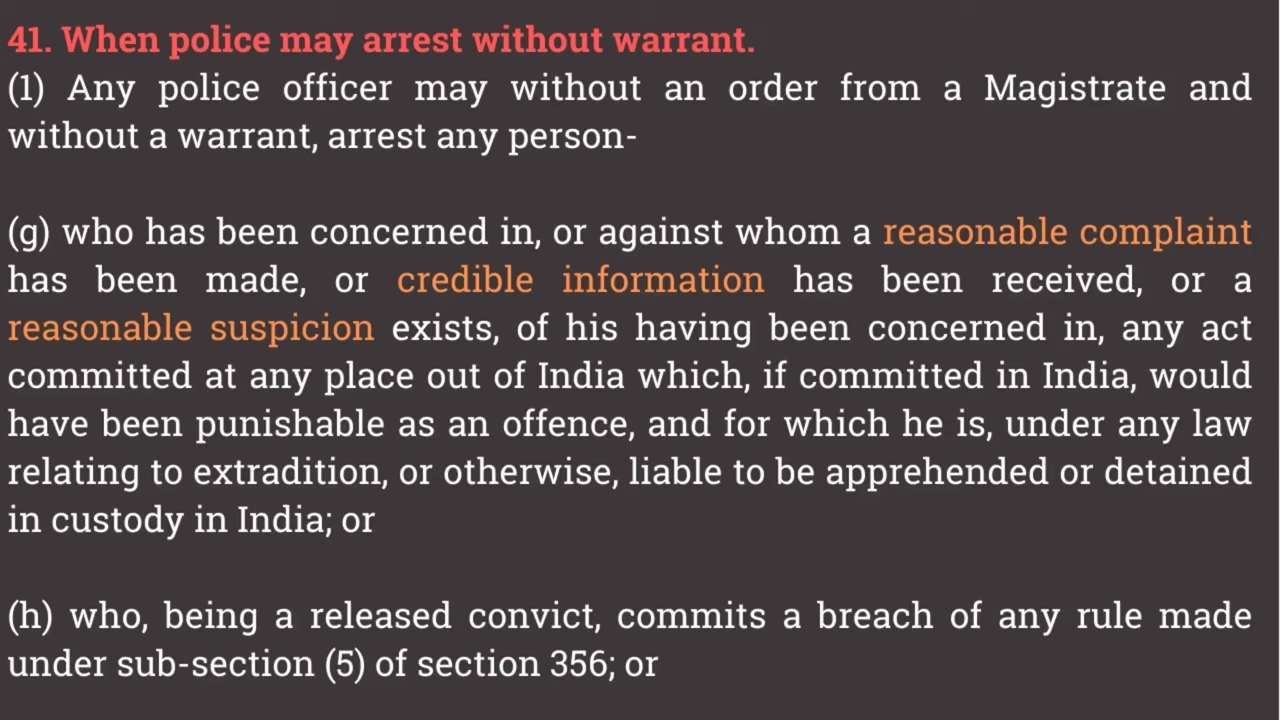 41. When police may arrest without warrant.
(1) Any police officer may without an order from a Magistrate and
without a warrant, arrest any person-
(g) who has been concerned in, or against whom a reasonable complaint
has been made, or credible information has been received, or a
reasonable suspicion exists, of his having been concerned in, any act
committed at any place out of India which, if committed in India, would
have been punishable as an offence, and for which he is, under any law
relating to extradition, or otherwise, liable to be apprehended or detained
in custody in India; or
(h) who, being a released convict, commits a breach of any rule made
under sub-section (5) of section 356; or